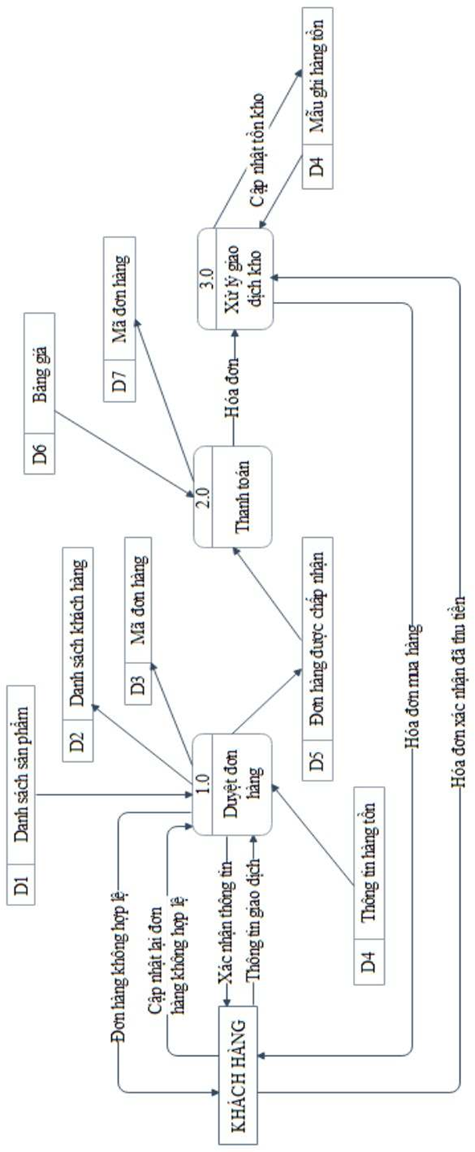 D1 Danh sách sản phẩm
D2 Danh sách khách hàng
D3 Mã đơn hàng
D6 Bảng giá
D7 Mã đơn hàng
Đơn hàng không hợp lệ
Cập nhật lại đơn
hàng không hợp lệ
KHÁCH HÀNG
Xác nhận thông tin
Thông tin giao dịch
1.0
Duyệt đơn
hàng
2.0
Thanh toán
Hóa đơn
3.0
Xử lý giao
dịch kho
Cập nhật tồn kho
D4 Mẫu ghi hàng tồn
D5 Đơn hàng được chấp nhận
D4 Thông tin hàng tồn
Hóa đơn mua hàng
Hóa đơn xác nhận đã thu tiền